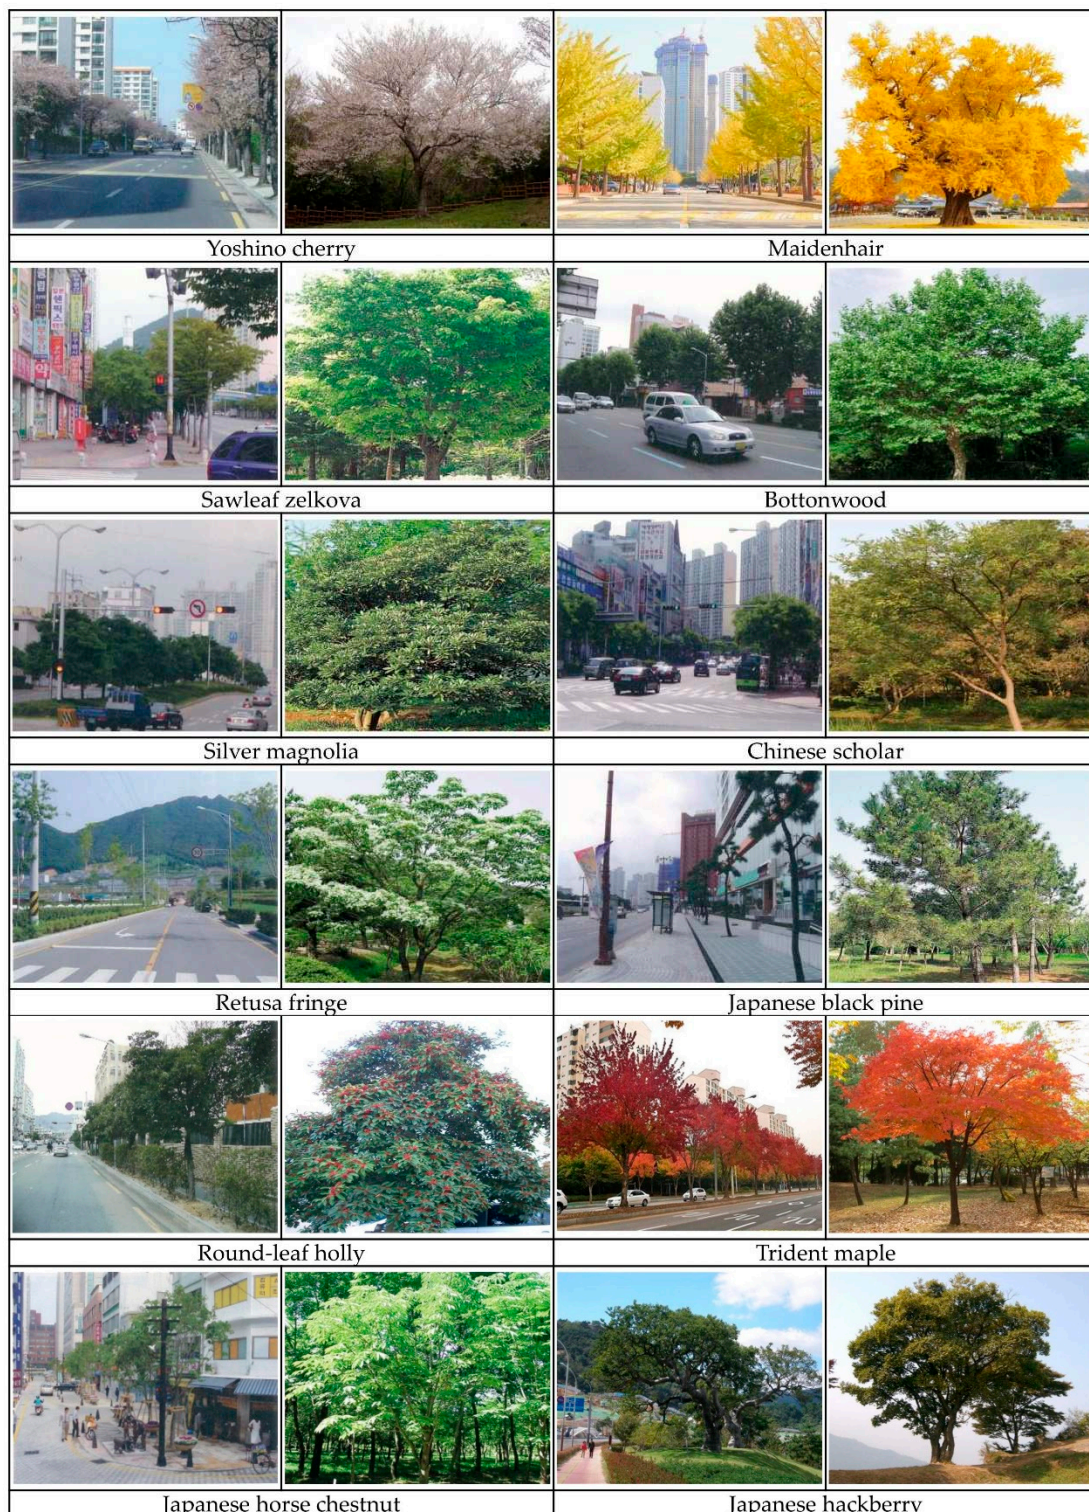 Yoshino cherry
Maidenhair
Sawleaf zelkova
Bottonwood
Silver magnolia
Chinese scholar
Retusa fringe
Japanese black pine
Round-leaf holly
Trident maple
Japanese horse chestnut
Japanese hackberry